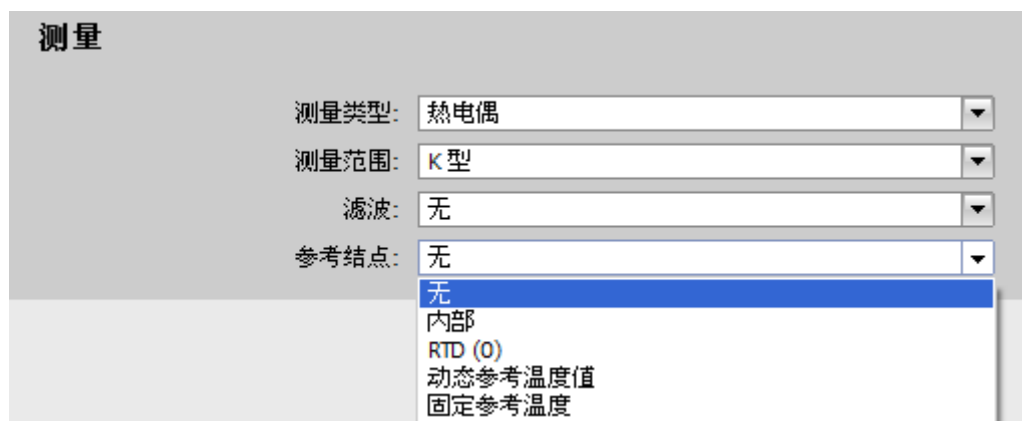 测量
测量类型: 热电偶
测量范围: K 型
滤波: 无
参考结点: 无
无
内部
RTD (0)
动态参考温度值
固定参考温度